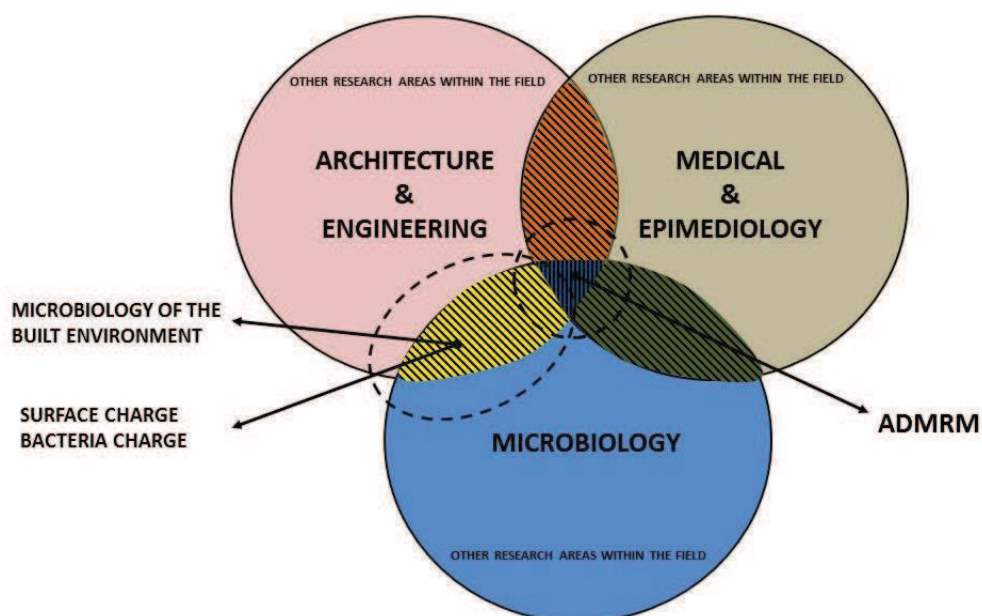 OTHER RESEARCH AREAS WITHIN THE FIELD
OTHER RESEARCH AREAS WITHIN THE FIELD
ARCHITECTURE
&
ENGINEERING
MEDICAL
&
EPIMEDIOLOGY
MICROBIOLOGY OF THE
BUILT ENVIRONMENT
SURFACE CHARGE
BACTERIA CHARGE
ADMRM
MICROBIOLOGY
OTHER RESEARCH AREAS WITHIN THE FIELD